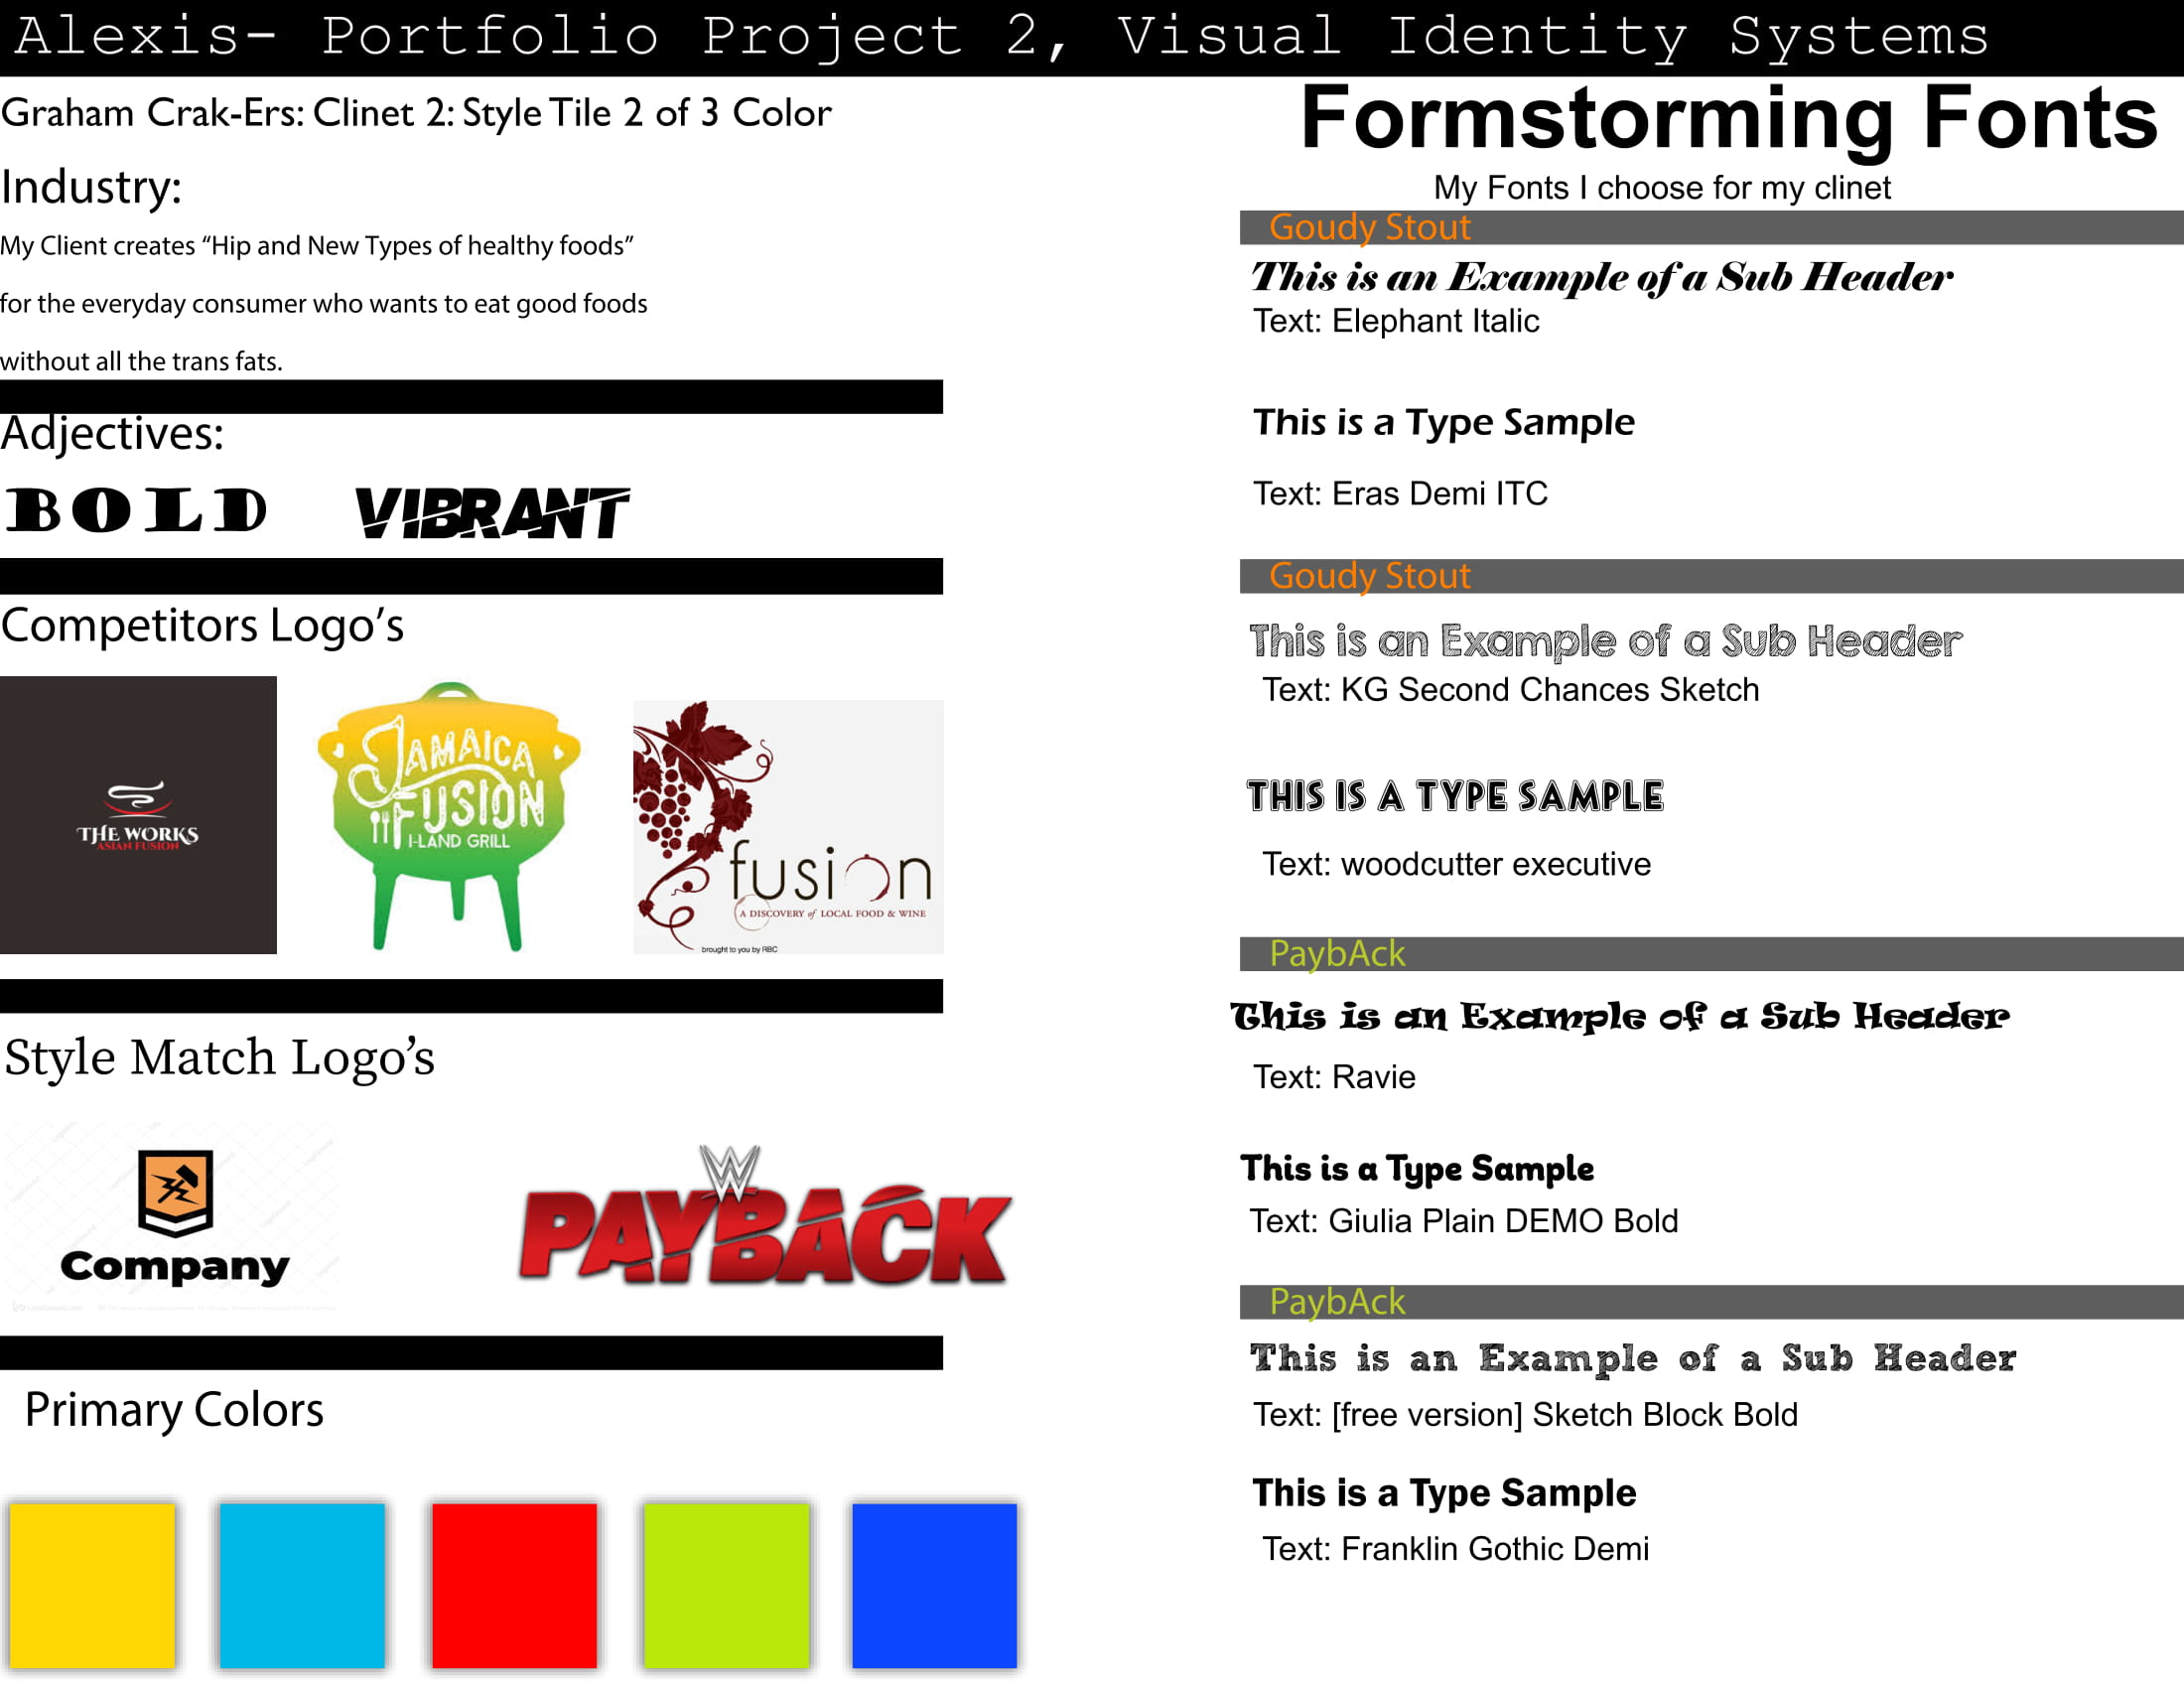 Alexis- Portfolio Project 2, Visual Identity Systems
Graham Crak-Ers: Clinet 2: Style Tile 2 of 3 Color
Industry:
My Client creates “Hip and New Types of healthy foods”
for the everyday consumer who wants to eat good foods
without all the trans fats.
Adjectives:
BOLD VIBRANT
Competitors Logo’s
THE WORKS
ASIAN FUSION
JAMAICA
FUSION
I-LAND GRILL
fusion
A DISCOVERY of LOCAL FOOD & WINE
brought to you by RBC
Style Match Logo’s
Company
W
PAYBACK
Primary Colors
Formstorming Fonts
My Fonts I choose for my clinet
Goudy Stout
This is an Example of a Sub Header
Text: Elephant Italic
This is a Type Sample
Text: Eras Demi ITC
Goudy Stout
This is an Example of a Sub Header
Text: KG Second Chances Sketch
THIS IS A TYPE SAMPLE
Text: woodcutter executive
PaybAck
This is an Example of a Sub Header
Text: Ravie
This is a Type Sample
Text: Giulia Plain DEMO Bold
PaybAck
This is an Example of a Sub Header
Text: [free version] Sketch Block Bold
This is a Type Sample
Text: Franklin Gothic Demi